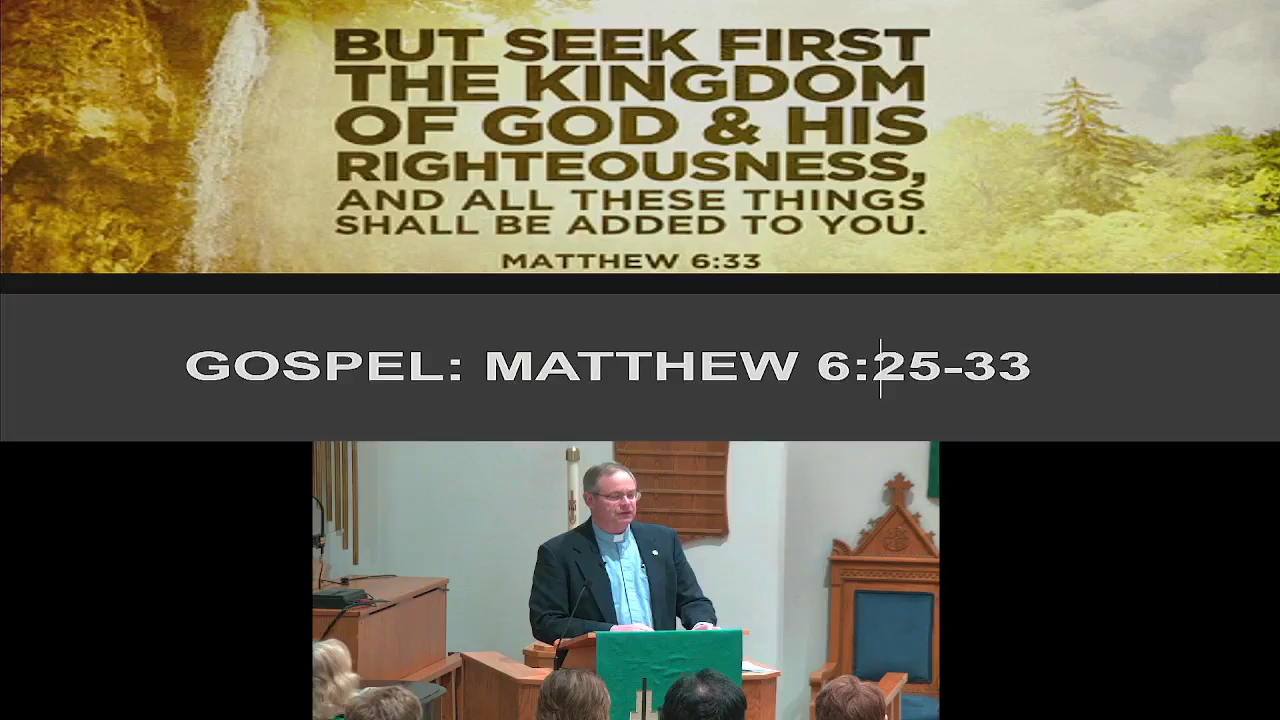 BUT SEEK FIRST
THE KINGDOM
OF GOD & HIS
RIGHTEOUSNESS,
AND ALL THESE THINGS
SHALL BE ADDED TO YOU.
MATTHEW 6:33
GOSPEL: MATTHEW 6:25-33